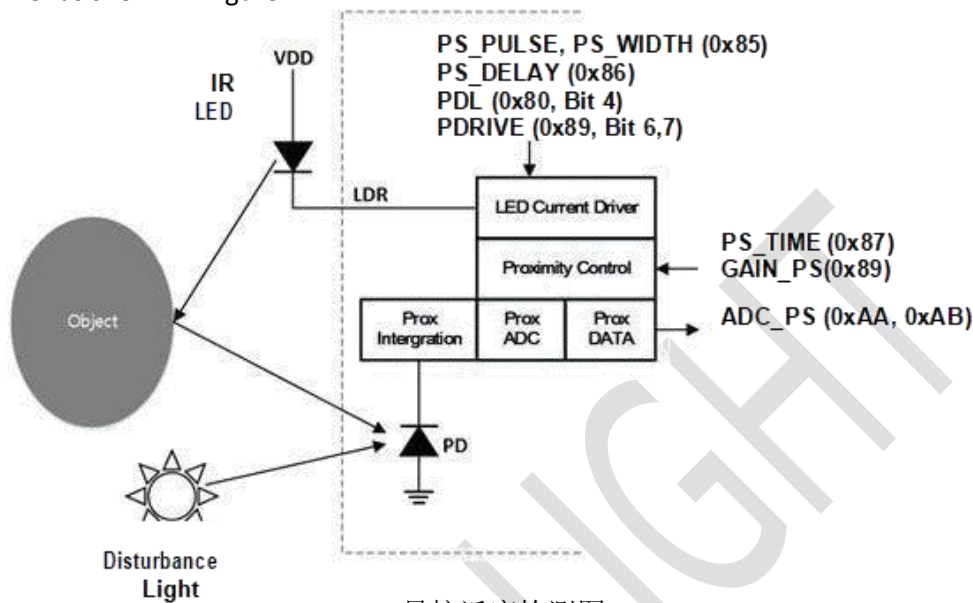 PS_PULSE, PS_WIDTH (0x85)
PS_DELAY (0x86)
PDL (0x80, Bit 4)
PDRIVE (0x89, Bit 6,7)
VDD
IR
LED
LDR
LED Current Driver
Proximity Control
PS_TIME (0x87)
GAIN_PS(0x89)
Prox Intergration
Prox ADC
Prox DATA
ADC_PS (0xAA, 0xAB)
Object
PD
Disturbance
Light
LIGHT